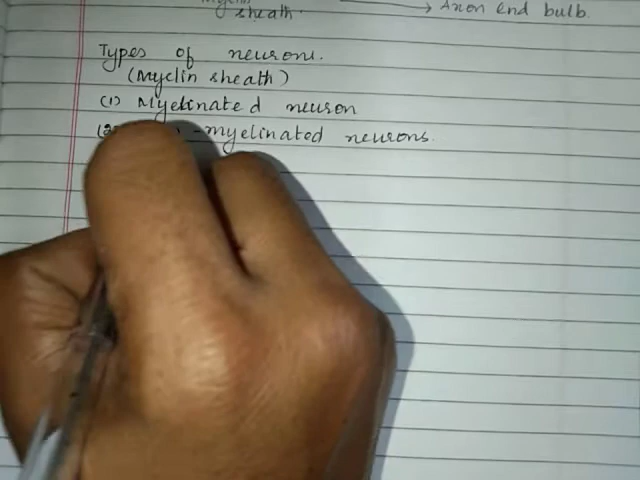 sheath. Axon end bulb.
Types of neurons.
(Myelin sheath)
(1) Myelinated neuron
-myelinated neurons.